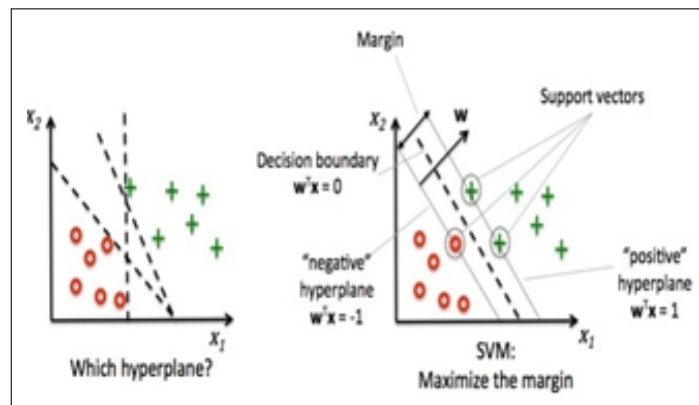 x₂
x₁
Which hyperplane?
Margin
w
Support vectors
x₂
Decision boundary
wᵀx = 0
"negative"
hyperplane
wᵀx = -1
"positive"
hyperplane
wᵀx = 1
x₁
SVM:
Maximize the margin